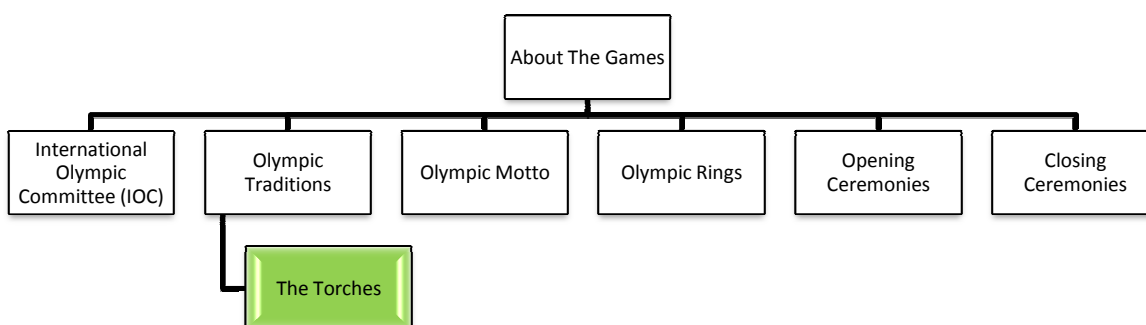 About The Games
International
Olympic
Committee (IOC)
Olympic
Traditions
Olympic Motto
Olympic Rings
Opening
Ceremonies
Closing
Ceremonies
The Torches